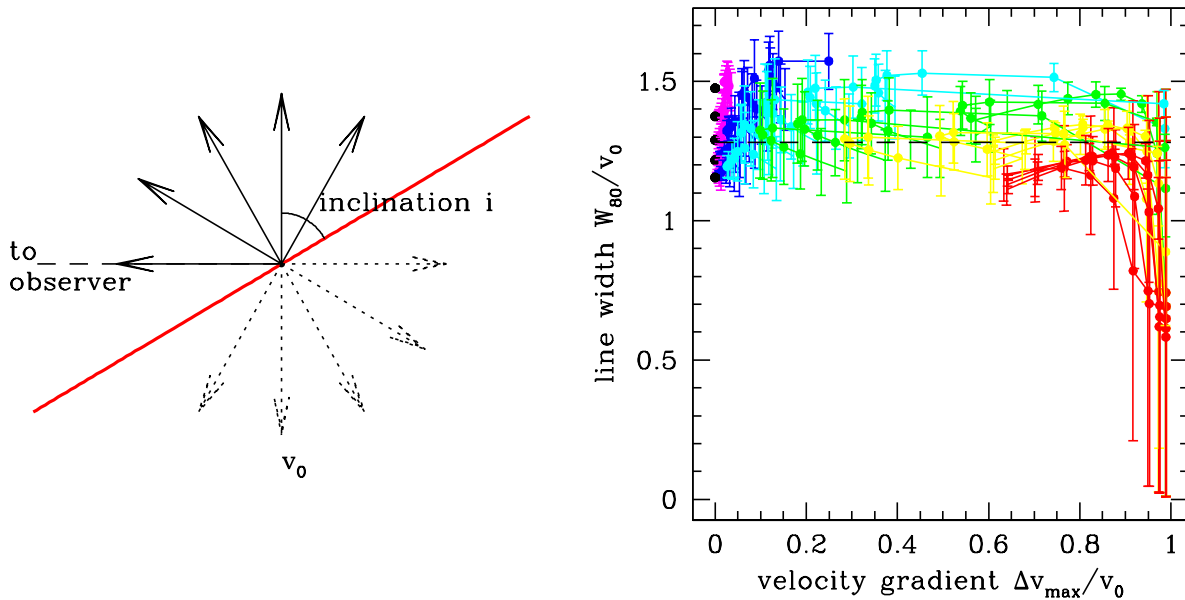 inclination i
to
observer
v₀
line width W₈₀/v₀
1.5
1
0.5
0
0 0.2 0.4 0.6 0.8 1
velocity gradient Δvₘₐₓ/v₀